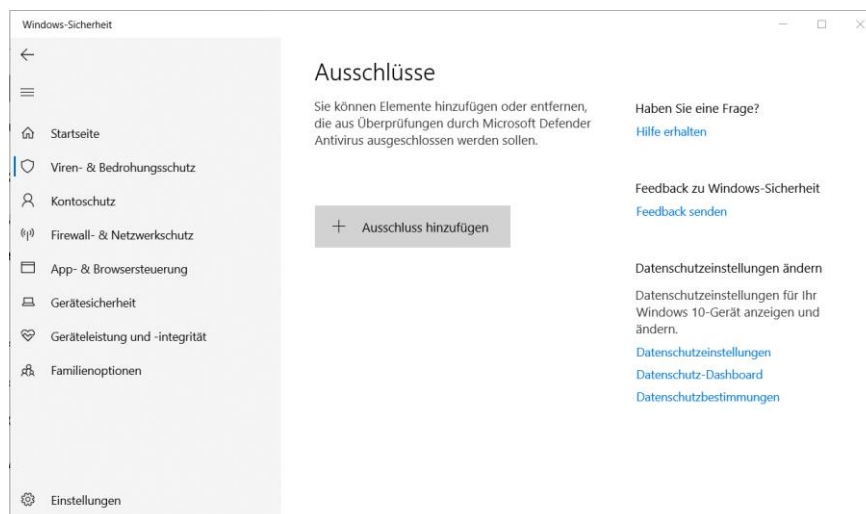 Windows-Sicherheit
Startseite
Viren- & Bedrohungsschutz
Kontoschutz
Firewall- & Netzwerkschutz
App- & Browsersteuerung
Gerätesicherheit
Geräteleistung und -integrität
Familienoptionen
Einstellungen
Ausschlüsse
Sie können Elemente hinzufügen oder entfernen,
die aus Überprüfungen durch Microsoft Defender
Antivirus ausgeschlossen werden sollen.
Ausschluss hinzufügen
Haben Sie eine Frage?
Hilfe erhalten
Feedback zu Windows-Sicherheit
Feedback senden
Datenschutzeinstellungen ändern
Datenschutzeinstellungen für Ihr
Windows 10-Gerät anzeigen und
ändern.
Datenschutzeinstellungen
Datenschutz-Dashboard
Datenschutzbestimmungen